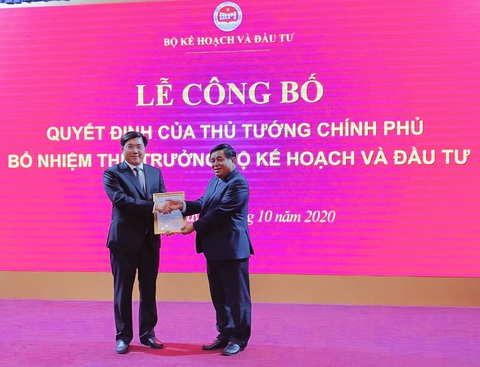 BỘ KẾ HOẠCH VÀ ĐẦU TƯ
LỄ CÔNG BỐ
QUYẾT ĐỊNH CỦA THỦ TƯỚNG CHÍNH PHỦ
BỔ NHIỆM THỨ TRƯỞNG BỘ KẾ HOẠCH VÀ ĐẦU TƯ
10 năm 2020